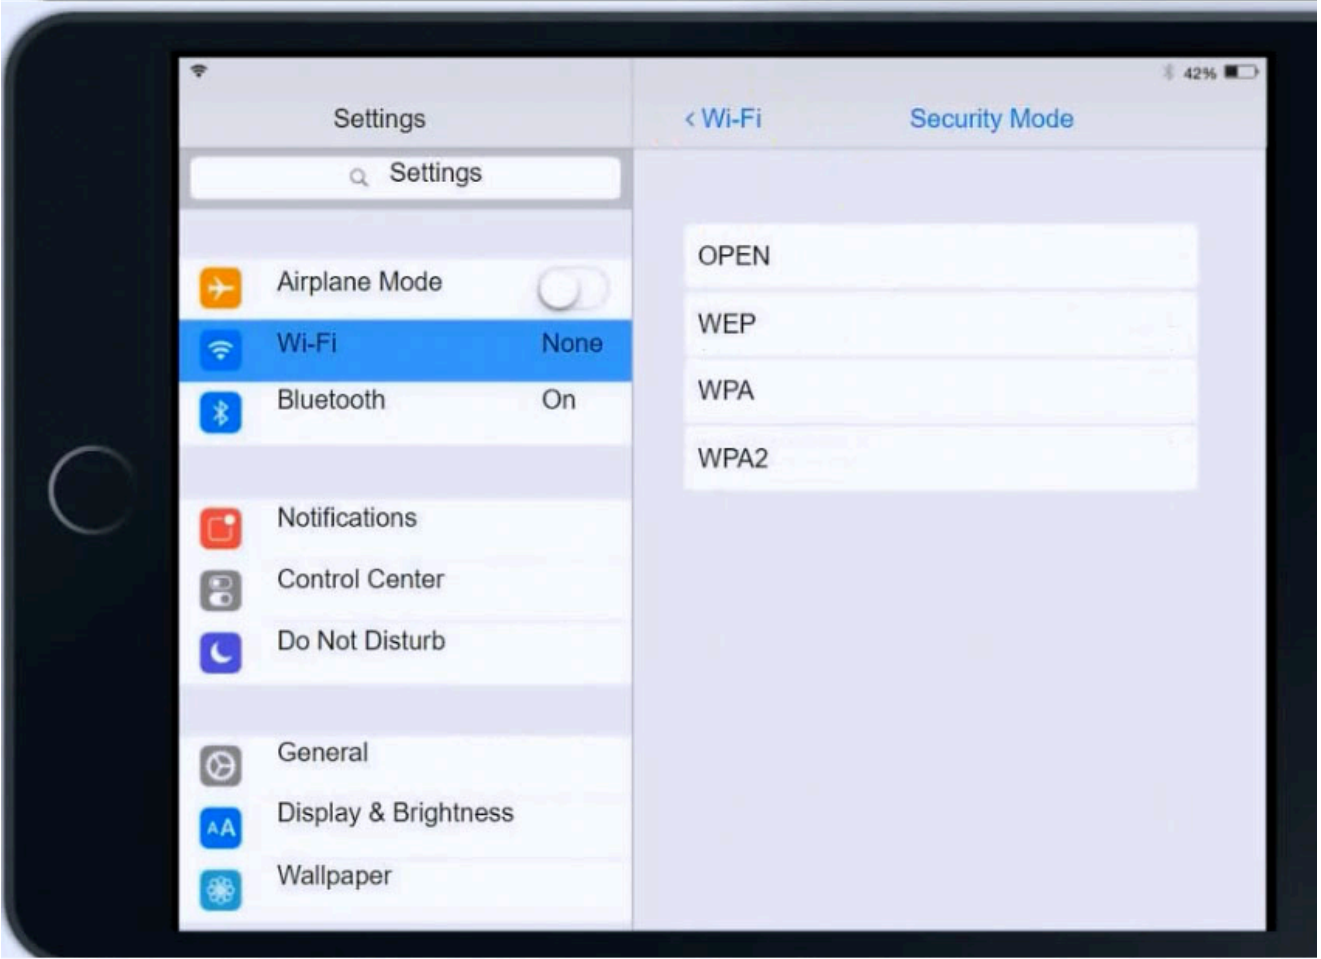 42%
Settings
< Wi-Fi
Security Mode
Settings
Airplane Mode
Wi-Fi None
Bluetooth On
Notifications
Control Center
Do Not Disturb
General
AA Display & Brightness
Wallpaper
OPEN
WEP
WPA
WPA2